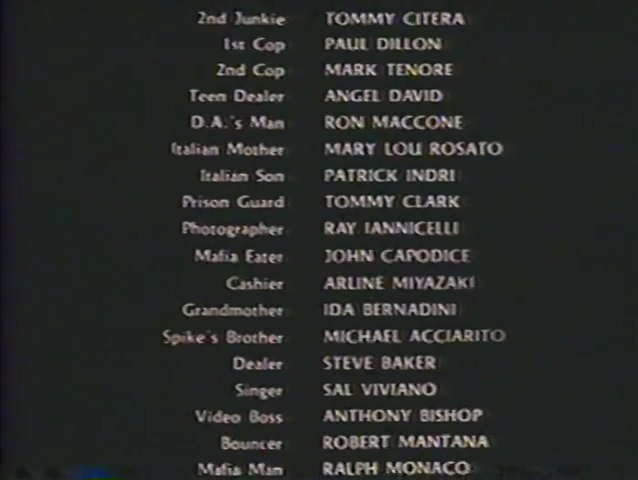 2nd Junkie TOMMY CITERA
1st Cop PAUL DILLON
2nd Cop MARK TENORE
Teen Dealer ANGEL DAVID
D.A.'s Man RON MACCONE
Italian Mother MARY LOU ROSATO
Italian Son PATRICK INDRI
Prison Guard TOMMY CLARK
Photographer RAY IANNICELLI
Mafia Eater JOHN CAPODICE
Cashier ARLINE MIYAZAKI
Grandmother IDA BERNADINI
Spike's Brother MICHAEL ACCIARITO
Dealer STEVE BAKER
Singer SAL VIVIANO
Video Boss ANTHONY BISHOP
Bouncer ROBERT MANTANA
Mafia Man RALPH MONACO